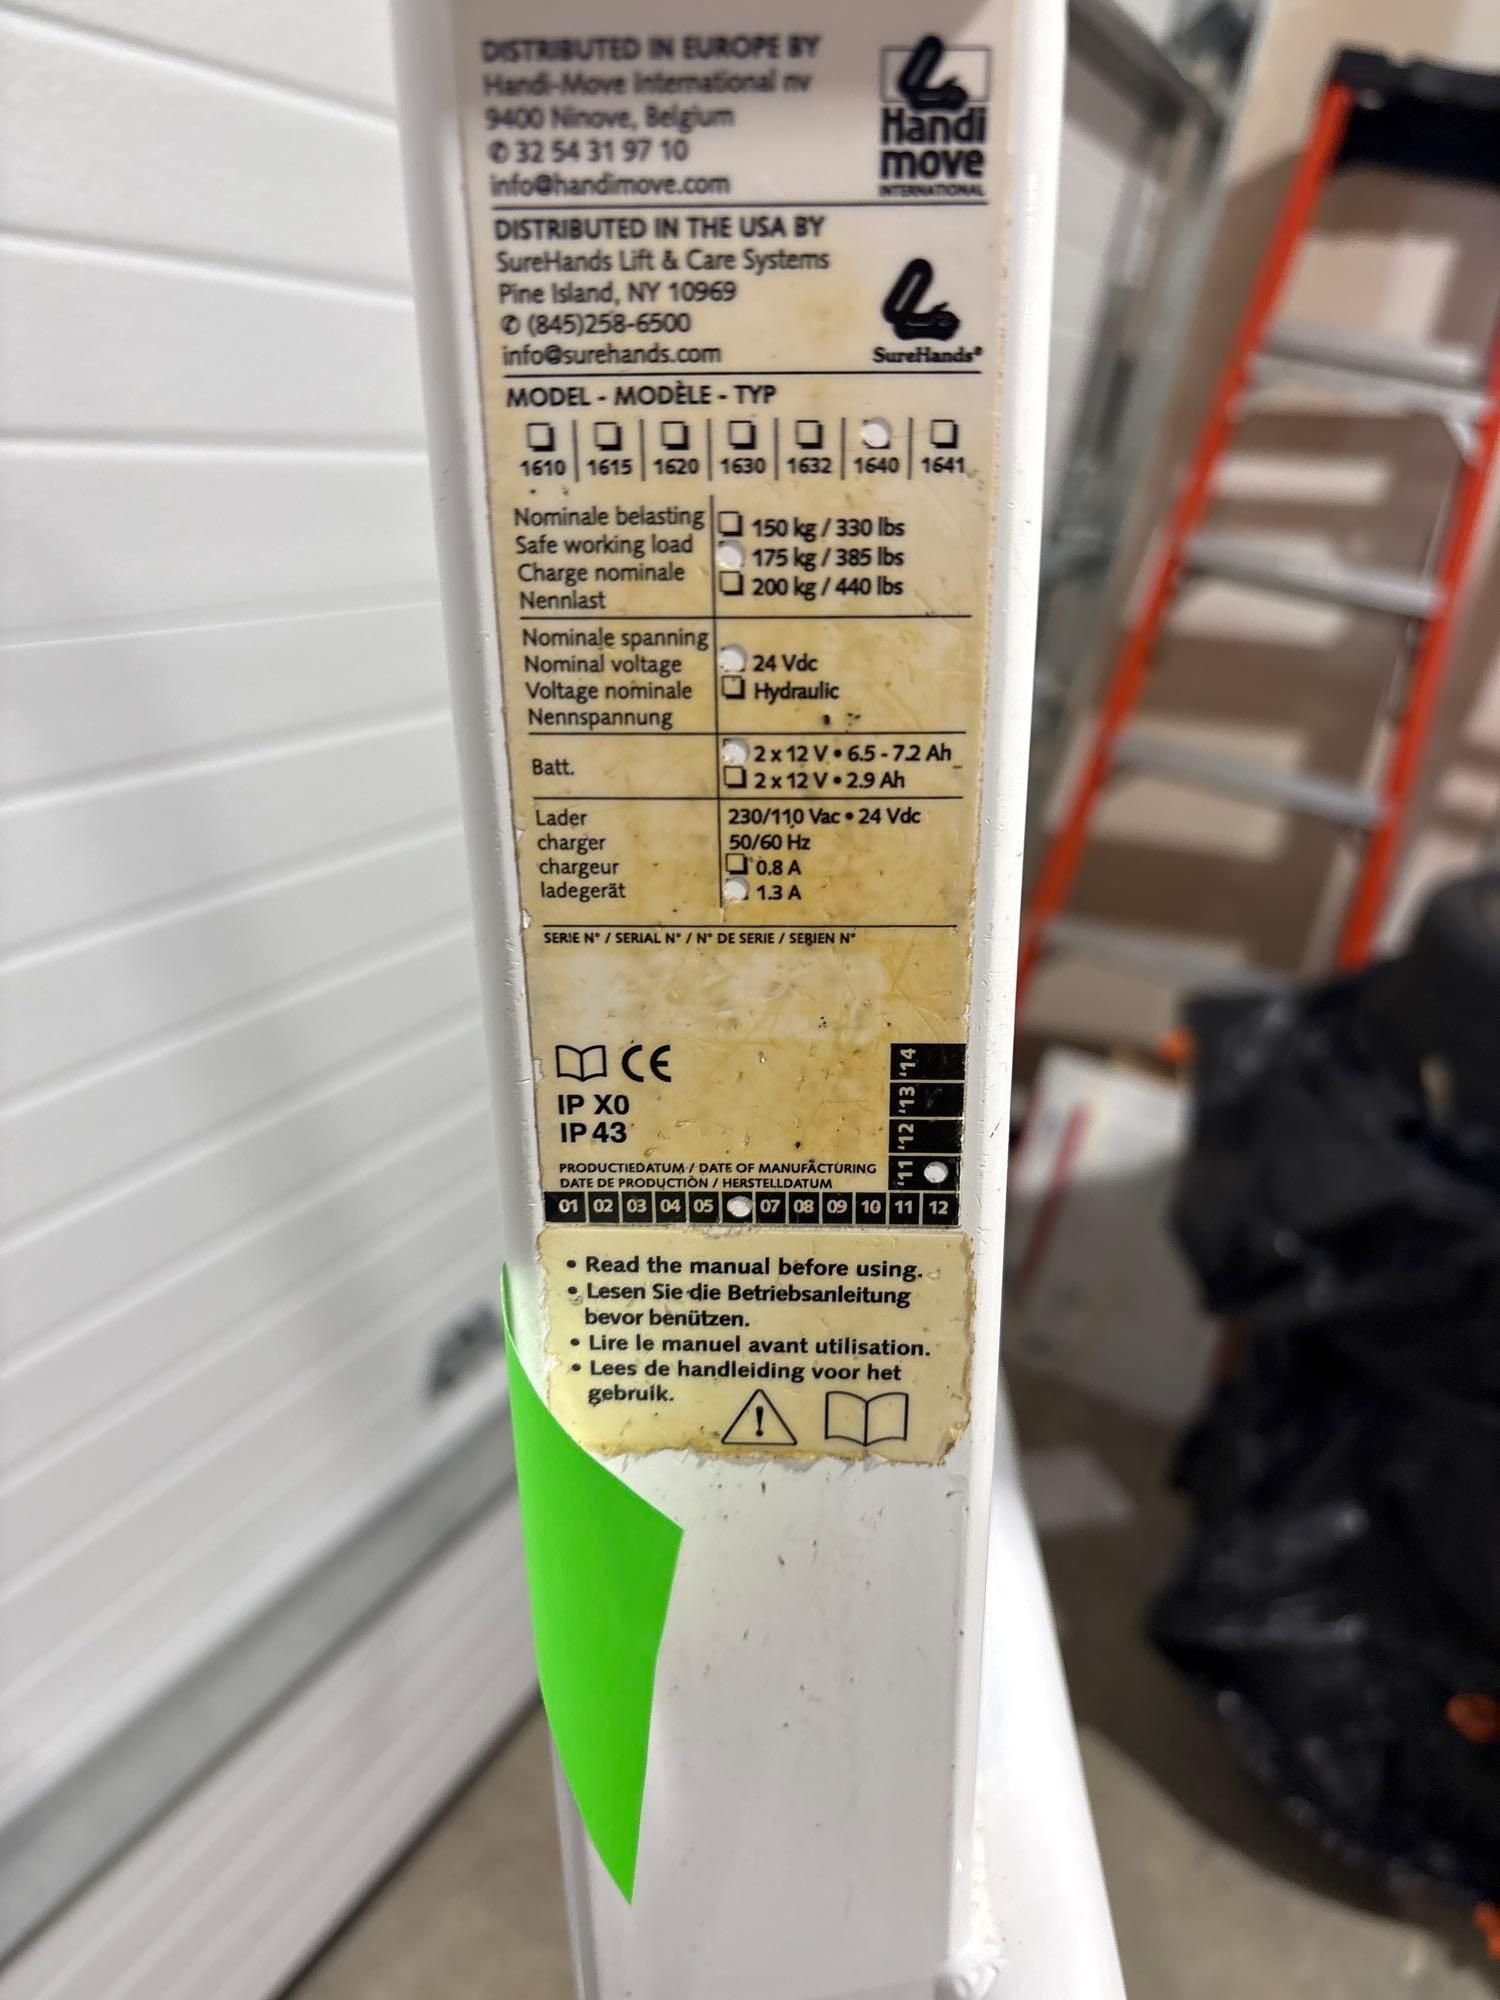 DISTRIBUTED IN EUROPE BY
Handi-Move International nv
9400 Ninove, Belgium
✆ 32 54 31 97 10
info@handimove.com
Handi
move
INTERNATIONAL
DISTRIBUTED IN THE USA BY
SureHands Lift & Care Systems
Pine Island, NY 10969
✆ (845)258-6500
info@surehands.com
SureHands®
MODEL - MODÈLE - TYP
1610 1615 1620 1630 1632 1640 1641
Nominale belasting
Safe working load
Charge nominale
Nennlast
150 kg / 330 lbs
175 kg / 385 lbs
200 kg / 440 lbs
Nominale spanning
Nominal voltage
Voltage nominale
Nennspannung
24 Vdc
Hydraulic
Batt.
2 x 12 V • 6.5 - 7.2 Ah
2 x 12 V • 2.9 Ah
Lader
charger
chargeur
ladegerät
230/110 Vac • 24 Vdc
50/60 Hz
0.8 A
1.3 A
SERIE N° / SERIAL N° / N° DE SERIE / SERIEN N°
CE
IP X0
IP 43
'14
'13
'12
'11
PRODUCTIEDATUM / DATE OF MANUFACTURING
DATE DE PRODUCTION / HERSTELLDATUM
01 02 03 04 05 07 08 09 10 11 12
• Read the manual before using.
• Lesen Sie die Betriebsanleitung
bevor benützen.
• Lire le manuel avant utilisation.
• Lees de handleiding voor het
gebruik.